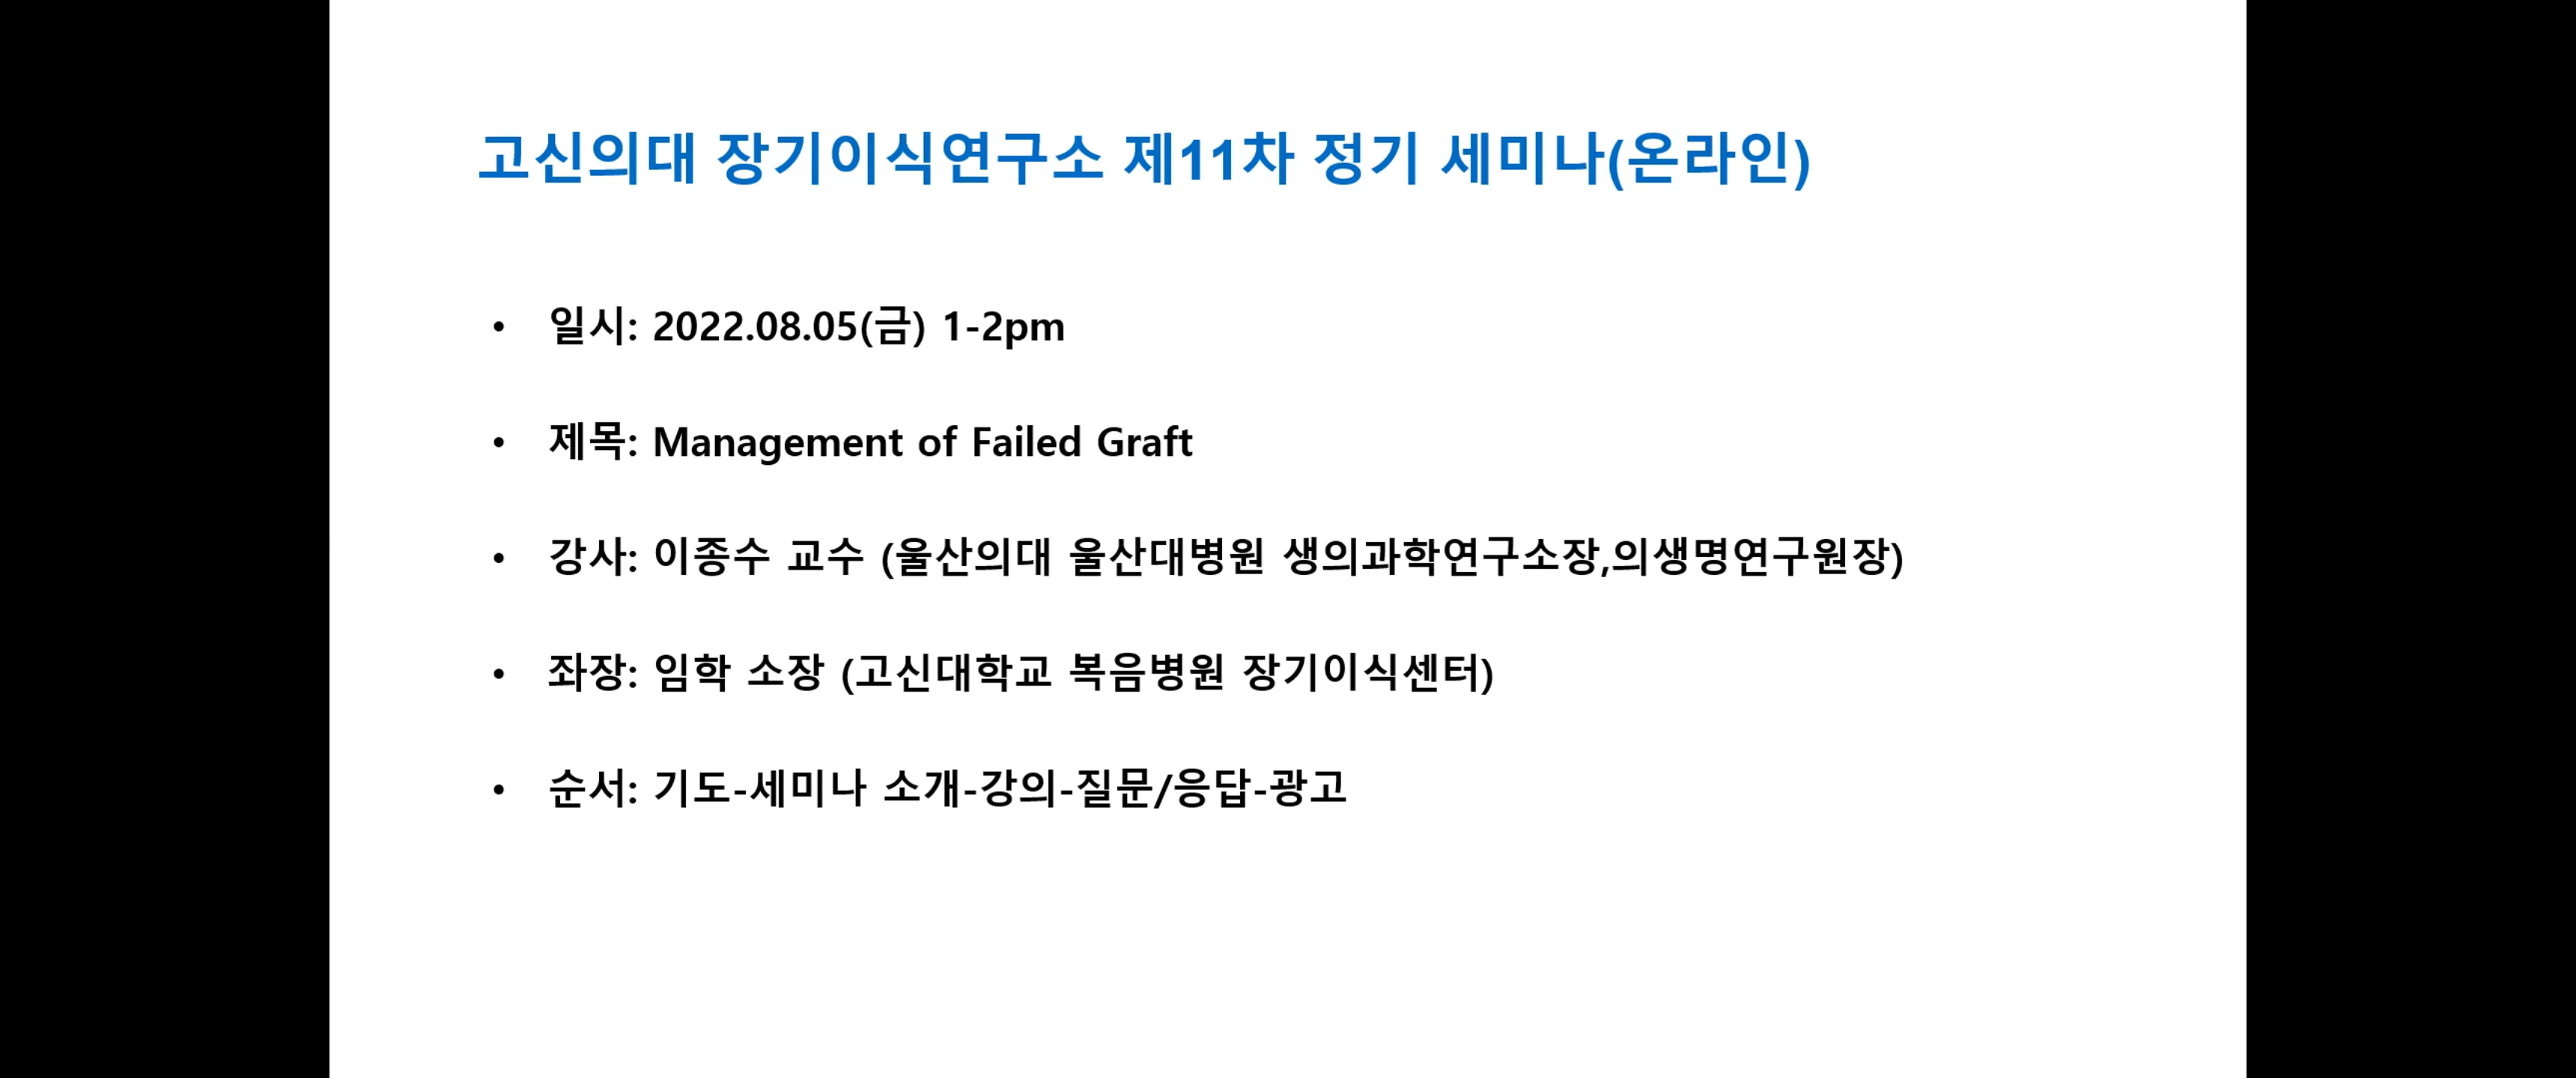 고신의대 장기이식연구소 제11차 정기 세미나(온라인)
• 일시: 2022.08.05(금) 1-2pm
• 제목: Management of Failed Graft
• 강사: 이종수 교수 (울산의대 울산대병원 생의과학연구소장,의생명연구원장)
• 좌장: 임학 소장 (고신대학교 복음병원 장기이식센터)
• 순서: 기도-세미나 소개-강의-질문/응답-광고